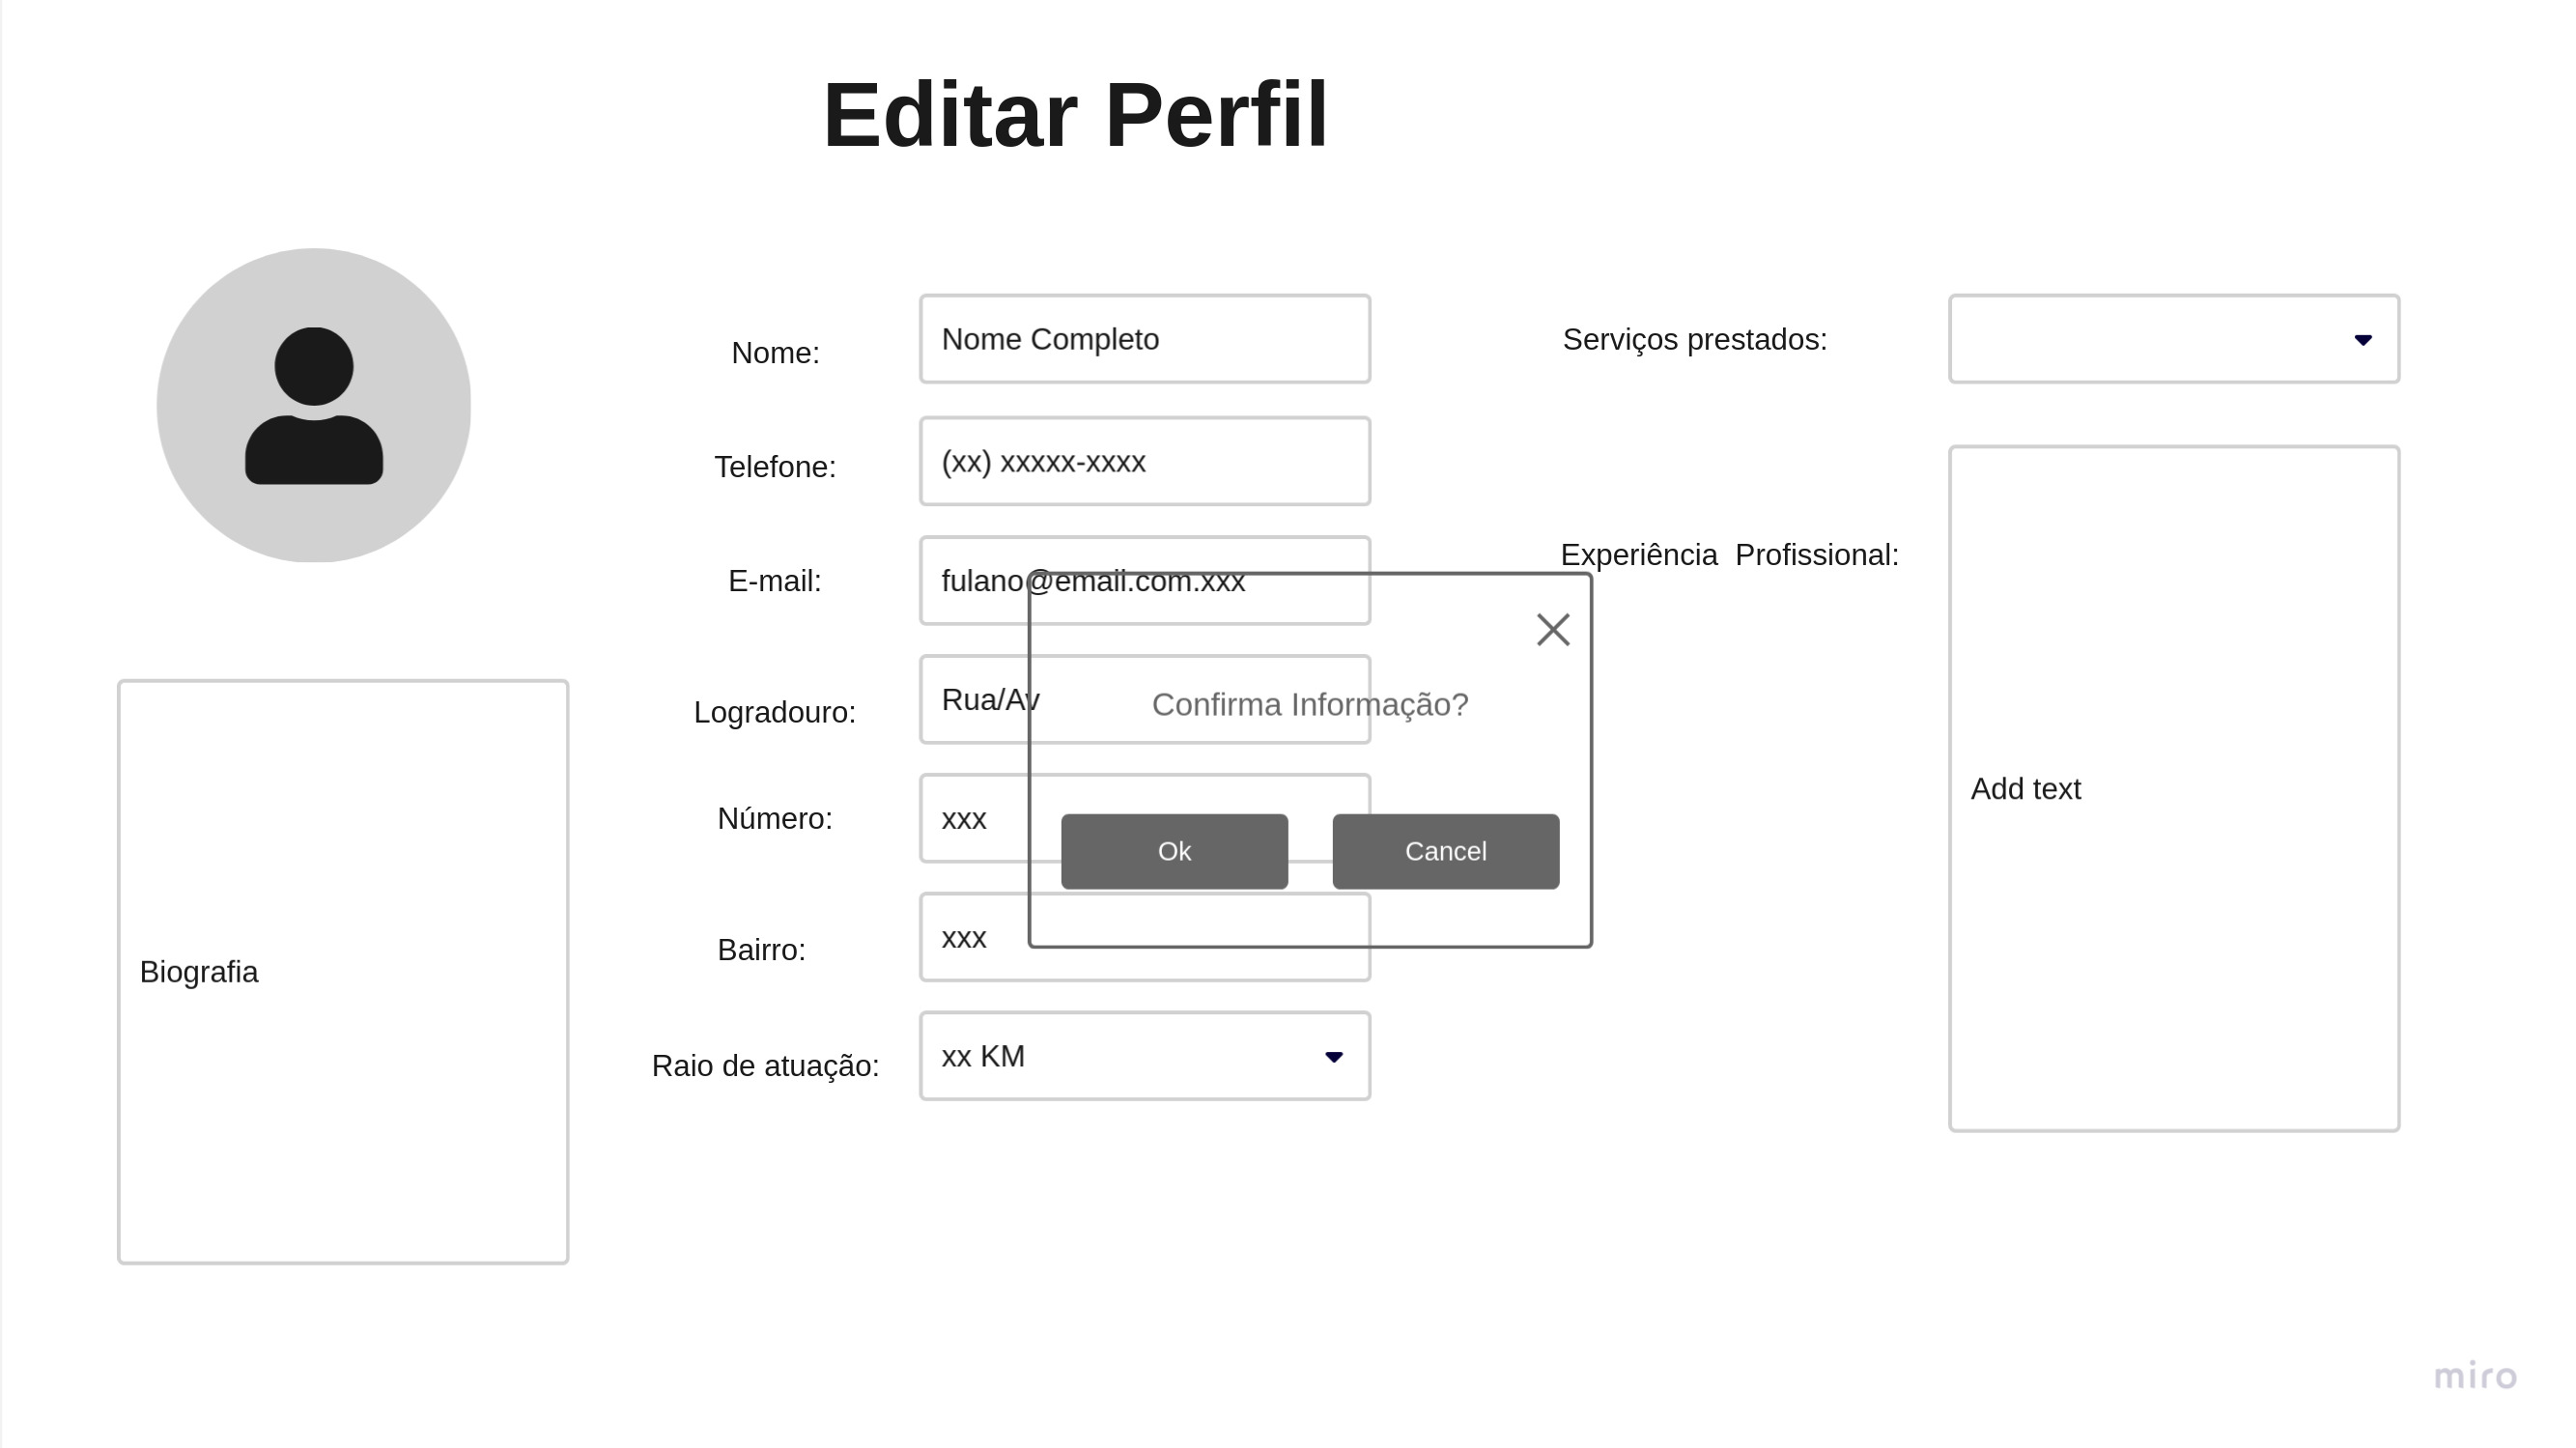 Editar Perfil
Nome:
Nome Completo
Telefone:
(xx) xxxxx-xxxx
E-mail:
fulano@email.com.xxx
Logradouro:
Rua/Av
Número:
xxx
Bairro:
xxx
Raio de atuação:
xx KM
Serviços prestados:
Experiência  Profissional:
Add text
Biografia
Confirma Informação?
Ok
Cancel
miro